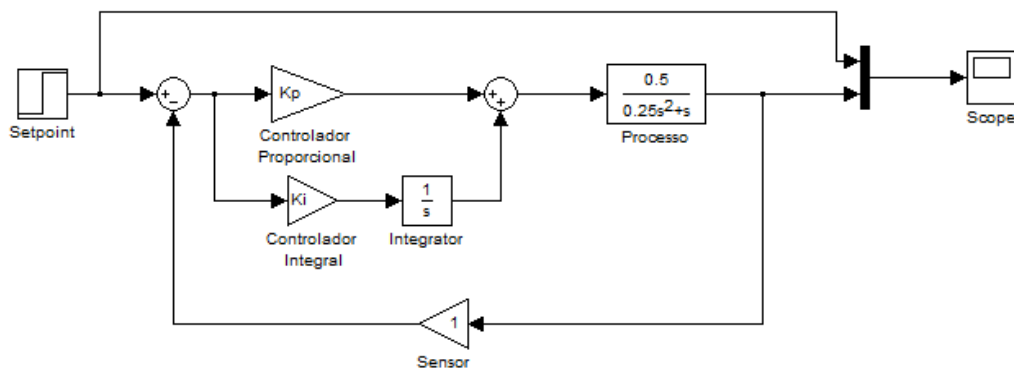 Setpoint
+
−
Kp
Controlador
Proporcional
Ki
Controlador
Integral
1
s
Integrator
+
+
0.5
0.25s²+s
Processo
Scope
1
Sensor